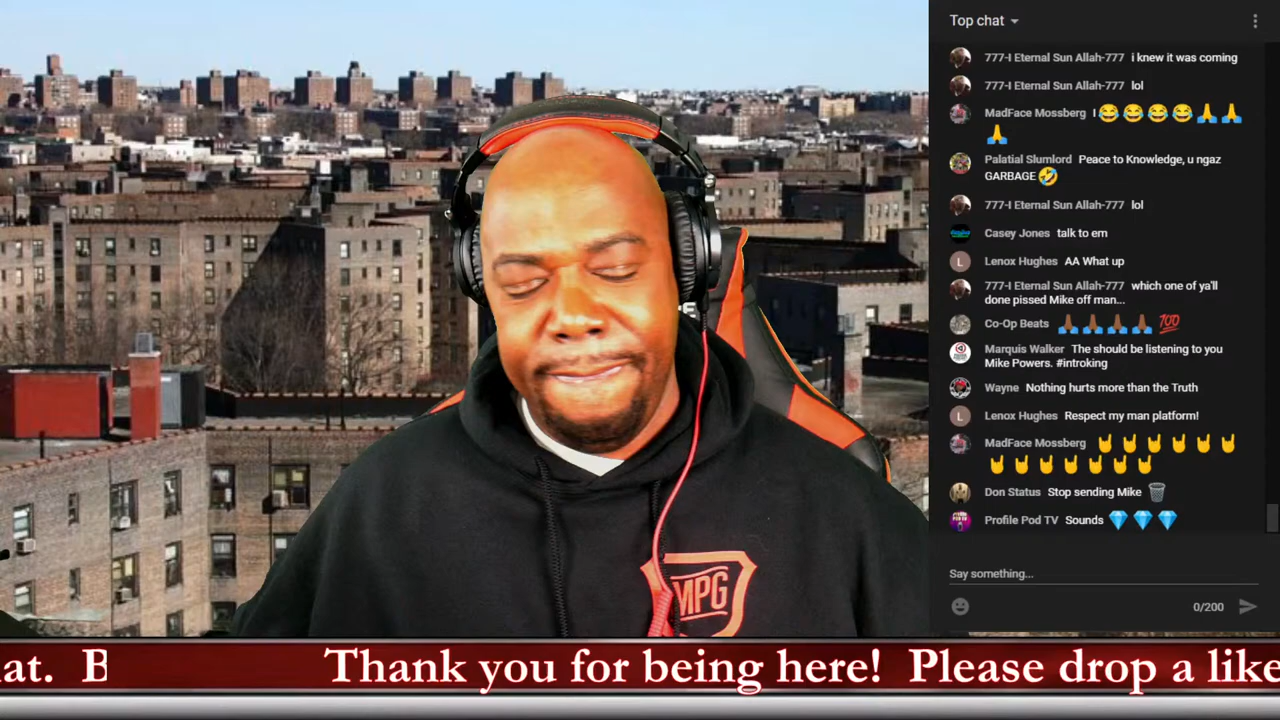 Top chat
777-I Eternal Sun Allah-777 i knew it was coming
777-I Eternal Sun Allah-777 lol
MadFace Mossberg I 😂😂😂😂🙏🙏
🙏
Palatial Slumlord Peace to Knowledge, u ngaz
GARBAGE🤣
777-I Eternal Sun Allah-777 lol
Casey Jones talk to em
L Lenox Hughes AA What up
777-I Eternal Sun Allah-777 which one of ya'll
done pissed Mike off man...
Co-Op Beats 🙏🏾🙏🏾🙏🏾🙏🏾💯
Marquis Walker The should be listening to you
Mike Powers. #introking
Wayne Nothing hurts more than the Truth
L Lenox Hughes Respect my man platform!
MadFace Mossberg 🤘🤘🤘🤘🤘🤘
🤘🤘🤘🤘🤘🤘🤘
Don Status Stop sending Mike 🗑️
Profile Pod TV Sounds 💎💎💎
Say something...
0/200
MPG
at. B Thank you for being here! Please drop a like